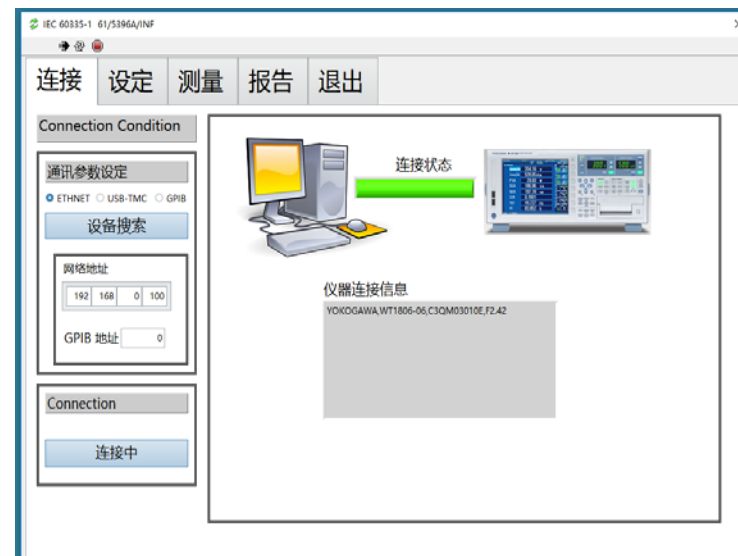 IEC 60335-1 61/5396A/INF
连接 设定 测量 报告 退出
Connection Condition
通讯参数设定
ETHNET USB-TMC GPIB
设备搜索
网络地址
192 168 0 100
GPIB 地址 0
Connection
连接中
连接状态
仪器连接信息
YOKOGAWA,WT1806-06,C3QM03010E,F2.42